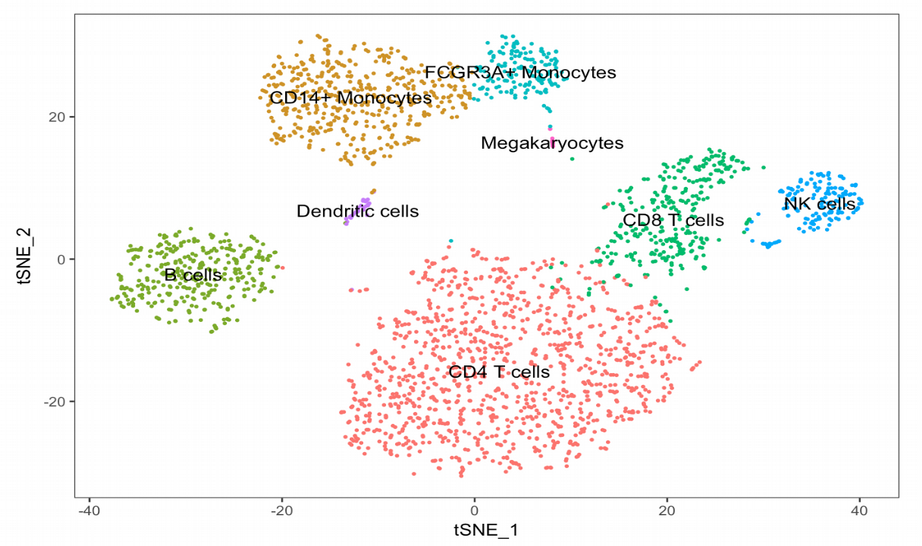 FCGR3A+ Monocytes
CD14+ Monocytes
20
Megakaryocytes
Dendritic cells
CD8 T cells
NK cells
tSNE_2
0
B cells
CD4 T cells
-20
-40
-20
0
20
40
tSNE_1